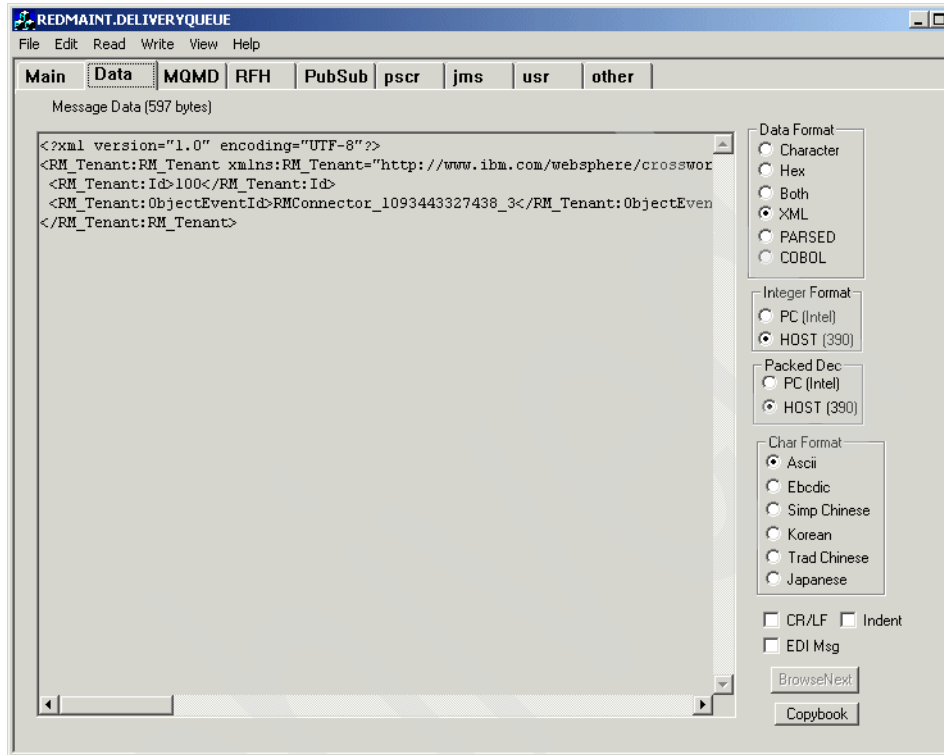 REDMAINT.DELIVERYQUEUE
File Edit Read Write View Help
Main Data MQMD RFH PubSub pscr jms usr other
Message Data (597 bytes)
<?xml version="1.0" encoding="UTF-8"?>
<RM_Tenant:RM_Tenant xmlns:RM_Tenant="http://www.ibm.com/websphere/crosswor
<RM_Tenant:Id>100</RM_Tenant:Id>
<RM_Tenant:ObjectEventId>RMConnector_1093443327438_3</RM_Tenant:ObjectEven
</RM_Tenant:RM_Tenant>
Data Format
Character
Hex
Both
XML
PARSED
COBOL
Integer Format
PC (Intel)
HOST (390)
Packed Dec
PC (Intel)
HOST (390)
Char Format
Ascii
Ebcdic
Simp Chinese
Korean
Trad Chinese
Japanese
CR/LF Indent
EDI Msg
BrowseNext
Copybook